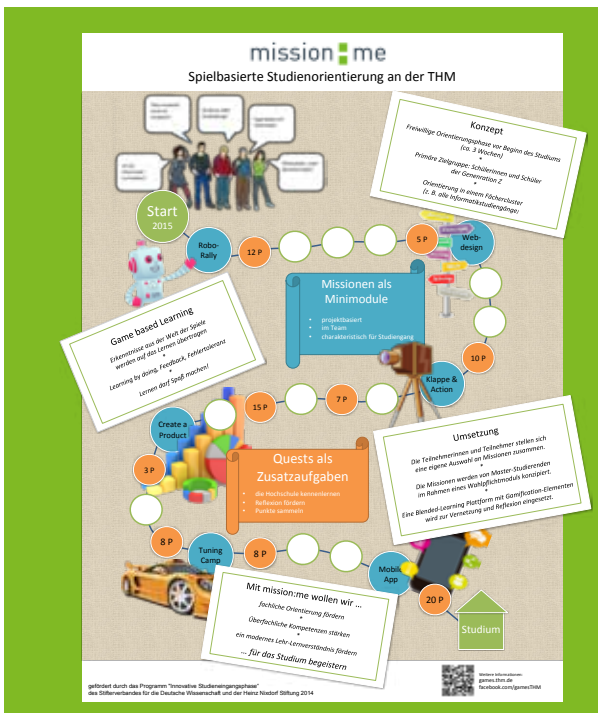 mission:me
Spielbasierte Studienorientierung an der THM
Konzept
Freiwillige Orientierungsphase vor Beginn des Studiums
(ca. 3 Wochen)
*
Primäre Zielgruppe: Schülerinnen und Schüler
der Genenration Z
*
Orientierung in einem Fächercluster
(z. B. alle Informatikstudiengänge)
Start
2015
Robo-
Rally
12 P
5 P
Web-
design
Missionen als
Minimodule
• projektbasiert
• im Team
• charakteristisch für Studiengang
Game based Learning
Erkenntnisse aus der Welt der Spiele
werden auf das Lernen übertragen
*
Learning by doing, Feedback, Fehlertoleranz
*
Lernen darf Spaß machen!
10 P
Klappe &
Action
7 P
15 P
Create a
Product
3 P
Quests als
Zusatzaufgaben
• die Hochschule kennenlernen
• Reflexion fördern
• Punkte sammeln
Umsetzung
Die Teilnehmerinnen und Teilnehmer stellen sich
eine eigene Auswahl an Missionen zusammen.
*
Die Missionen werden von Master-Studierenden
im Rahmen eines Wahlpflichtmoduls konzipiert.
*
Eine Blended-Learning Plattform mit Gamification-Elementen
wird zur Vernetzung und Reflexion eingesetzt.
8 P
Tuning
Camp
8 P
Mobile
App
20 P
Studium
Mit mission:me wollen wir ...
fachliche Orientierung fördern
*
Überfachliche Kompetenzen stärken
*
ein modernes Lehr-Lernverständnis fördern
... für das Studium begeistern
gefördert durch das Programm "Innovative Studieneingangsphase"
des Stifterverbandes für die Deutsche Wissenschaft und der Heinz Nixdorf Stiftung 2014
Weitere Informationen:
games.thm.de
facebook.com/gamesTHM